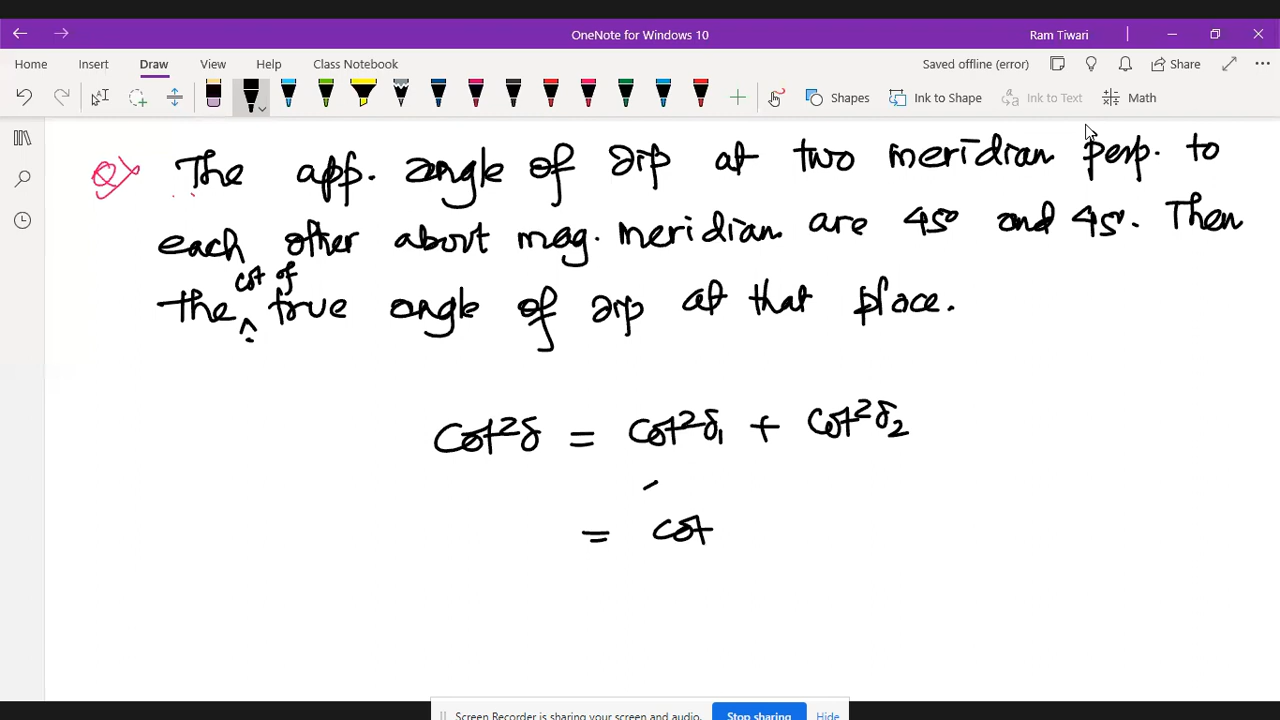 OneNote for Windows 10
Ram Tiwari
Home Insert Draw View Help Class Notebook
Saved offline (error) Share
Shapes Ink to Shape Ink to Text Math
Q The app. angle of dip at two meridian perp. to
each other about mag. meridian are 45° and 45°. Then
cot of
the ^ true angle of dip at that place.
Cot²δ = Cot²δ₁ + Cot²δ₂
= Cot
Screen Recorder is sharing your screen and audio. Stop sharing Hide